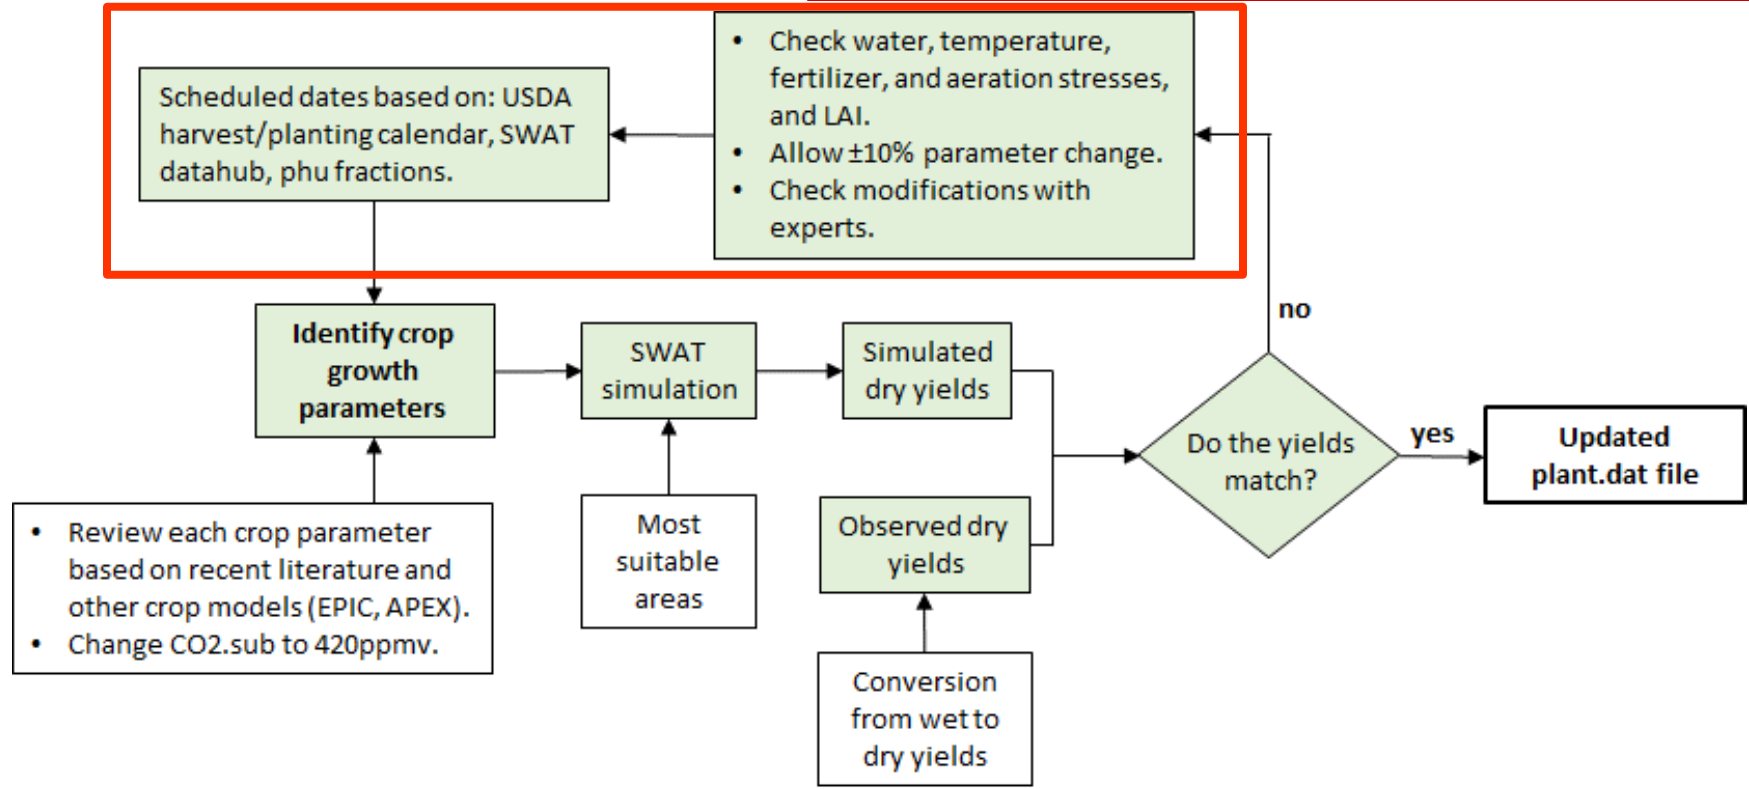 • Check water, temperature,
fertilizer, and aeration stresses,
and LAI.
• Allow ±10% parameter change.
• Check modifications with
experts.
Scheduled dates based on: USDA
harvest/planting calendar, SWAT
datahub, phu fractions.
no
Identify crop
growth
parameters
SWAT
simulation
Simulated
dry yields
Do the yields
match?
yes
Updated
plant.dat file
• Review each crop parameter
based on recent literature and
other crop models (EPIC, APEX).
• Change CO2.sub to 420ppmv.
Most
suitable
areas
Observed dry
yields
Conversion
from wet to
dry yields